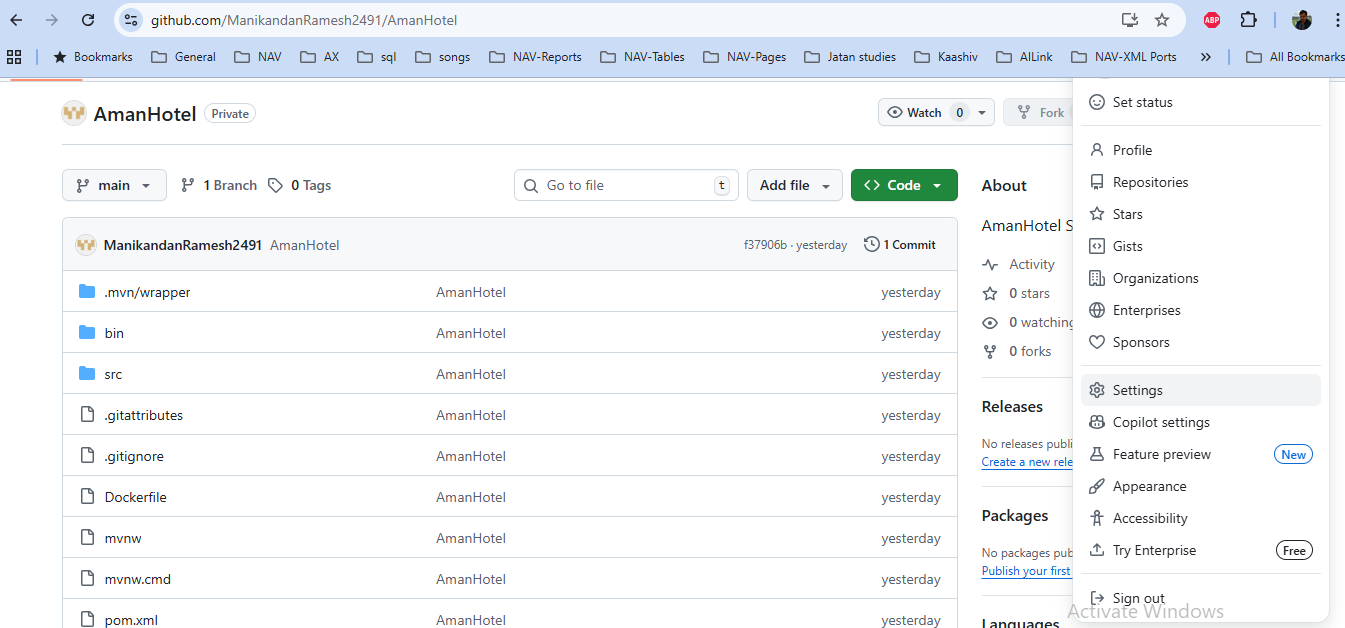 github.com/ManikandanRamesh2491/AmanHotel
ABP
Bookmarks General NAV AX sql songs NAV-Reports NAV-Tables NAV-Pages Jatan studies Kaashiv AILink NAV-XML Ports » All Bookmarks
AmanHotel Private
Watch 0
Fork
main
1 Branch
0 Tags
Go to file t
Add file
Code
ManikandanRamesh2491 AmanHotel f37906b · yesterday 1 Commit
.mvn/wrapper AmanHotel yesterday
bin AmanHotel yesterday
src AmanHotel yesterday
.gitattributes AmanHotel yesterday
.gitignore AmanHotel yesterday
Dockerfile AmanHotel yesterday
mvnw AmanHotel yesterday
mvnw.cmd AmanHotel yesterday
pom.xml AmanHotel yesterday
About
AmanHotel S
Activity
0 stars
0 watching
0 forks
Releases
No releases publi
Create a new rele
Packages
No packages pub
Publish your first
Languages
Set status
Profile
Repositories
Stars
Gists
Organizations
Enterprises
Sponsors
Settings
Copilot settings
Feature preview New
Appearance
Accessibility
Try Enterprise Free
Sign out
Activate Windows